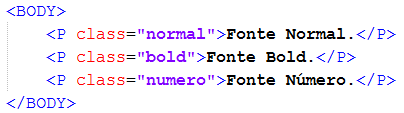 <BODY>
<P class="normal">Fonte Normal.</P>
<P class="bold">Fonte Bold.</P>
<P class="numero">Fonte Número.</P>
</BODY>